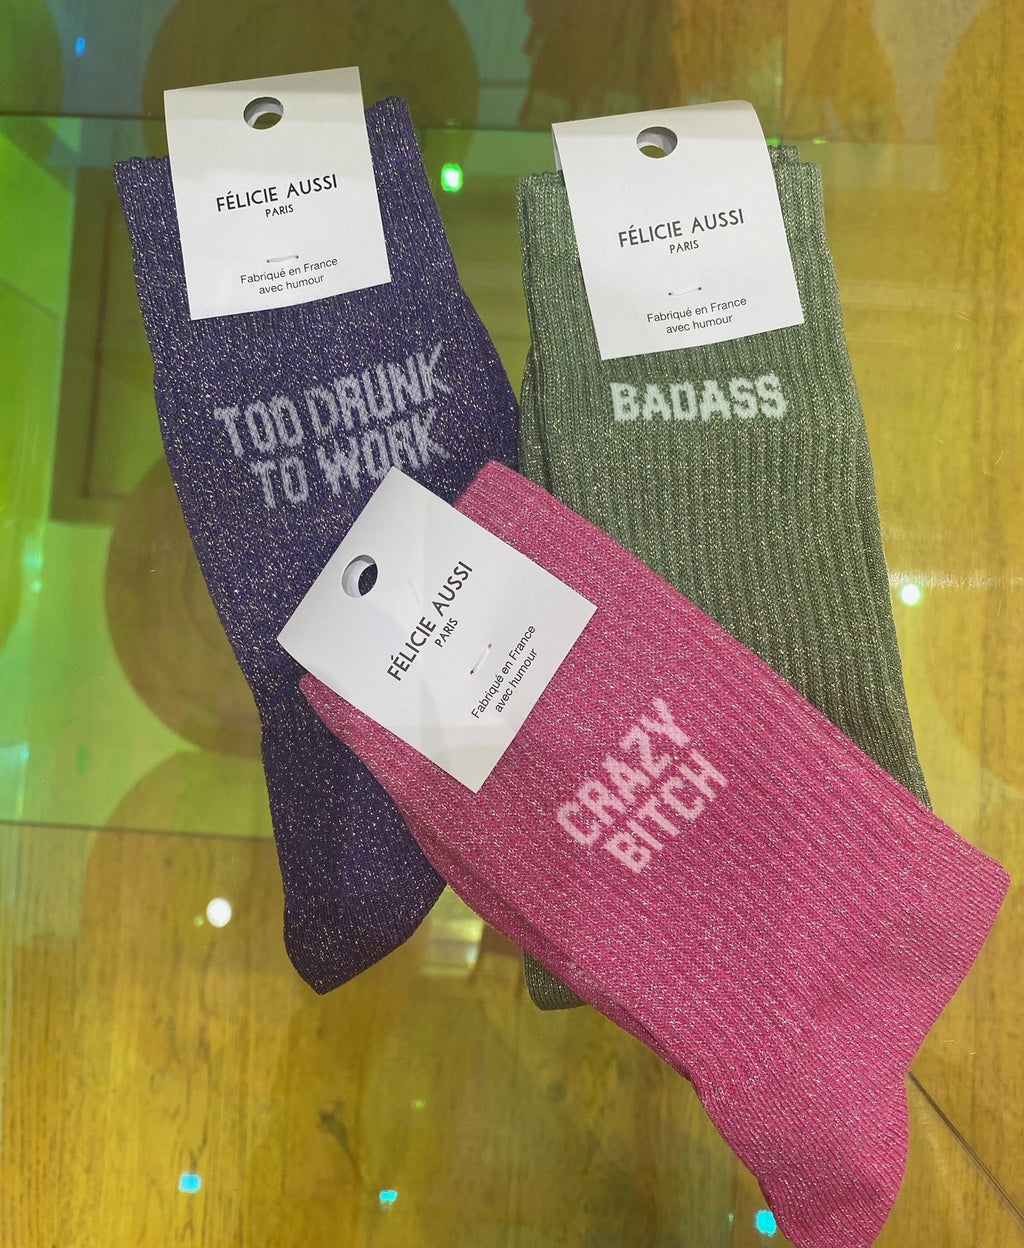 FÉLICIE AUSSI
PARIS
Fabriqué en France
avec humour
TOO DRUNK
TO WORK
FÉLICIE AUSSI
PARIS
Fabriqué en France
avec humour
BADASS
FÉLICIE AUSSI
PARIS
Fabriqué en France
avec humour
CRAZY
BITCH